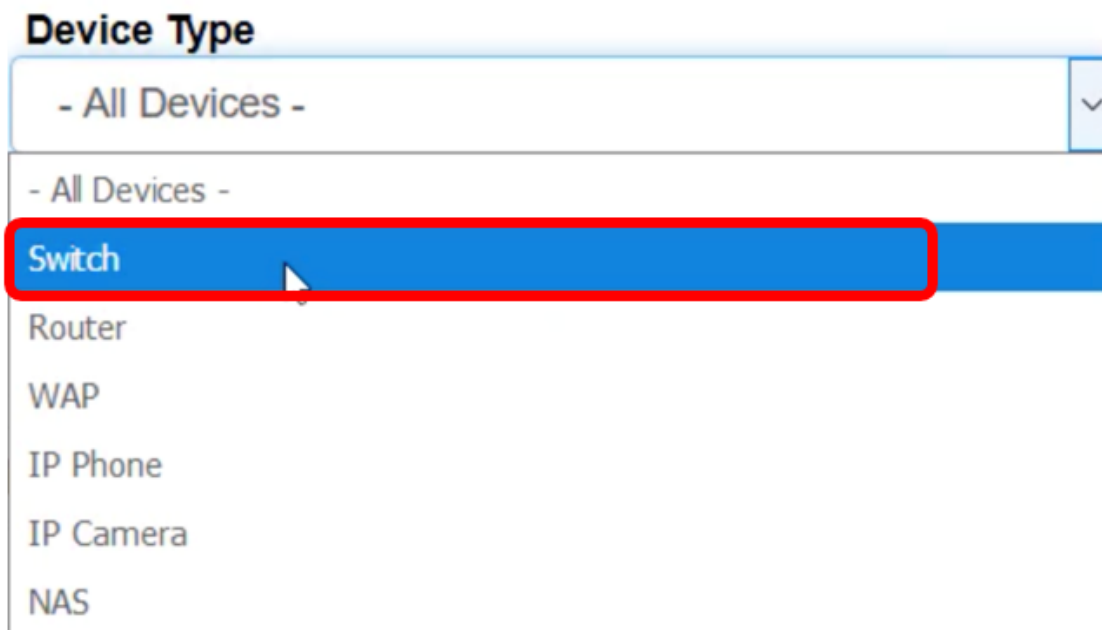 Device Type
- All Devices -
- All Devices -
Switch
Router
WAP
IP Phone
IP Camera
NAS